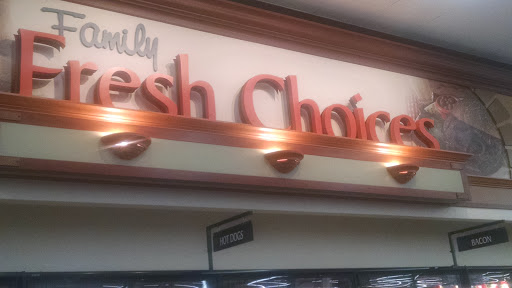 Family
Fresh Choices
HOT DOGS
BACON